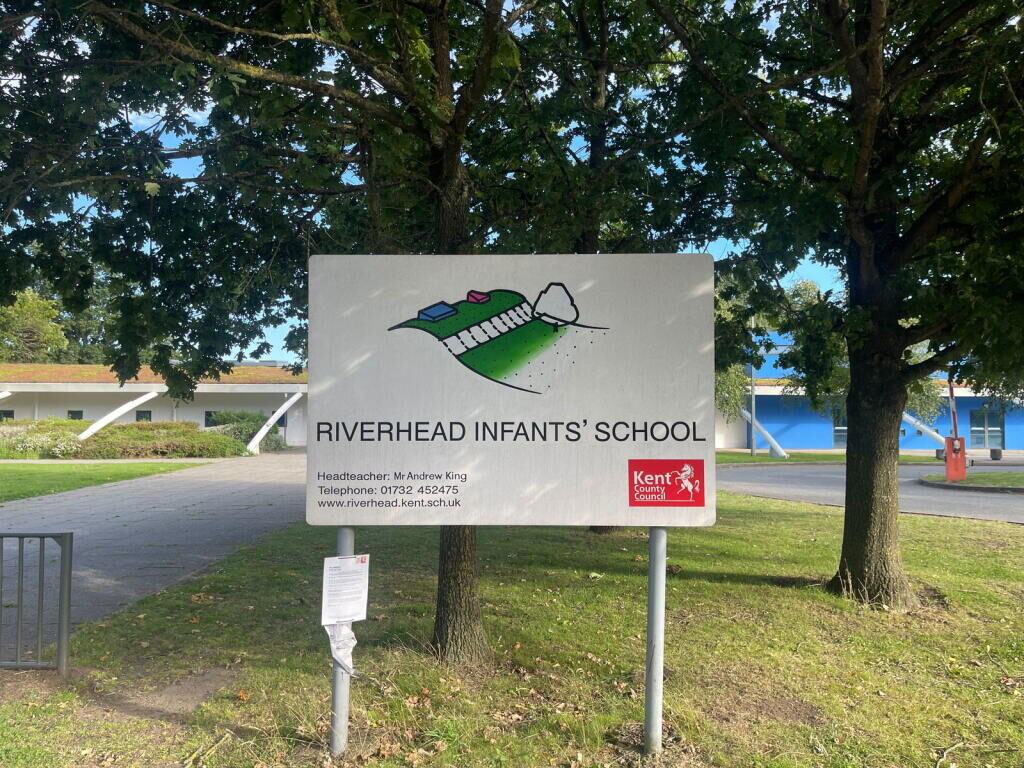 RIVERHEAD INFANTS' SCHOOL
Headteacher: Mr Andrew King
Telephone: 01732 452475
www.riverhead.kent.sch.uk
Kent
County
Council